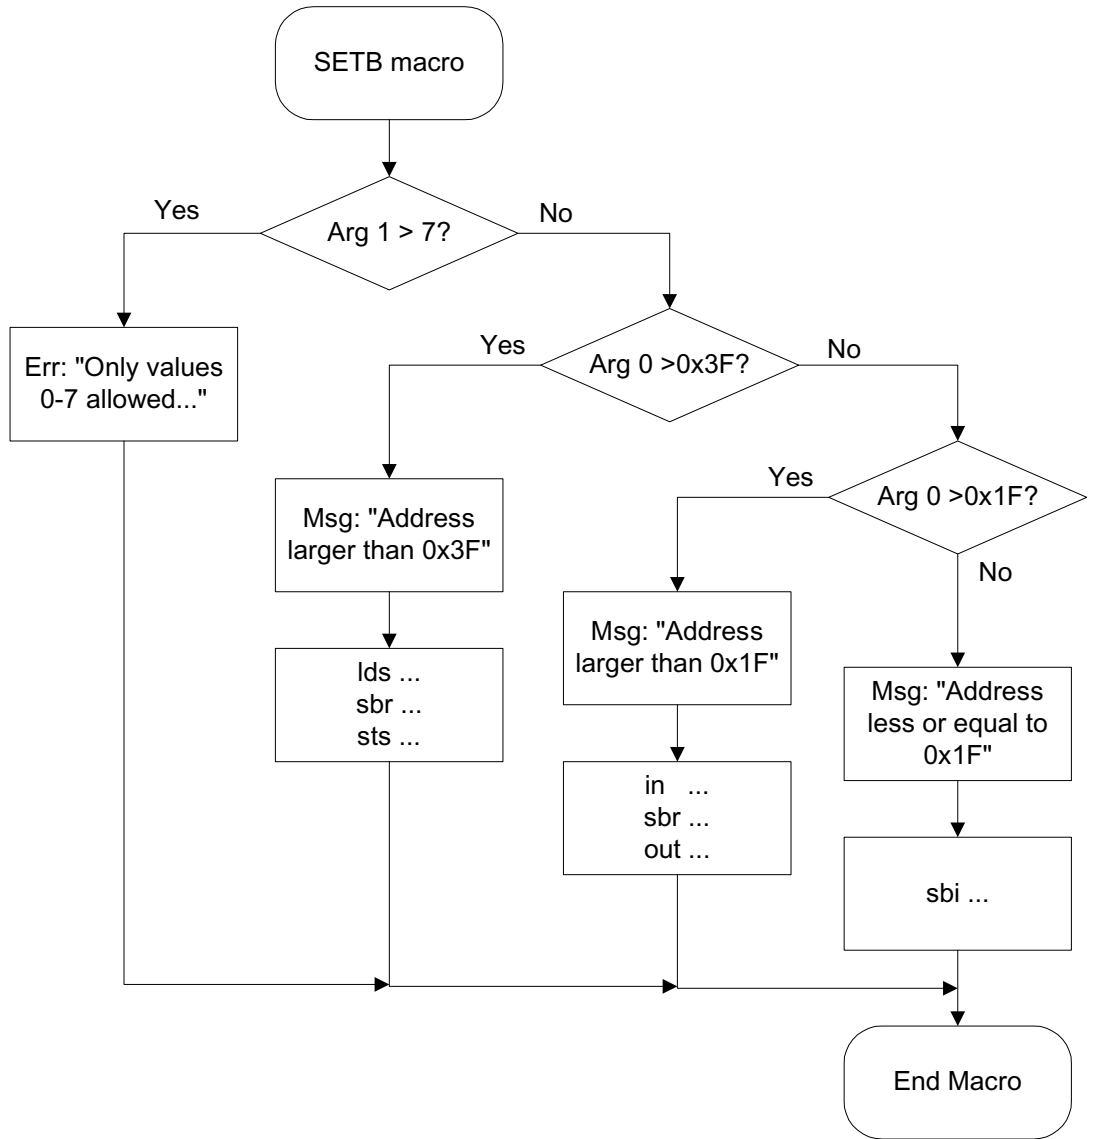 SETB macro
Yes
No
Arg 1 > 7?
Yes
No
Err: "Only values
0-7 allowed..."
Arg 0 >0x3F?
Yes
No
Msg: "Address
larger than 0x3F"
Arg 0 >0x1F?
No
Msg: "Address
larger than 0x1F"
lds ...
sbr ...
sts ...
Msg: "Address
less or equal to
0x1F"
in ...
sbr ...
out ...
sbi ...
End Macro